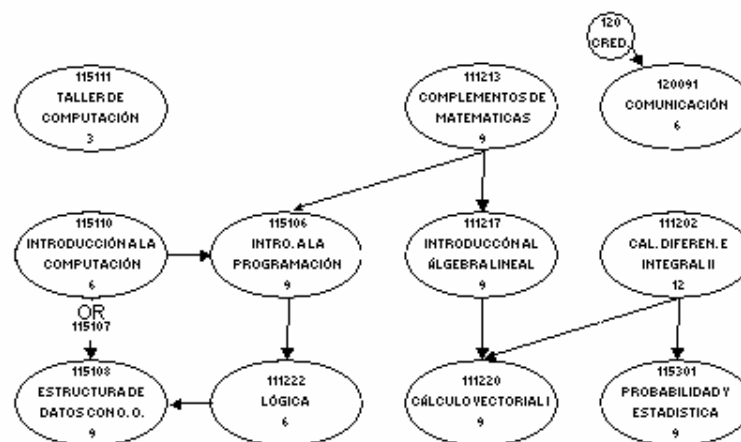 120
CRED.
115111
TALLER DE
COMPUTACIÓN
3
111213
COMPLEMENTOS DE
MATEMATICAS
9
120091
COMUNICACIÓN
6
115110
INTRODUCCIÓN A LA
COMPUTACIÓN
6
115106
INTRO. A LA
PROGRAMACIÓN
9
111217
INTRODUCCÓN AL
ÁLGEBRA LINEAL
9
111202
CAL. DIFEREN. E
INTEGRAL II
12
OR
115107
115108
ESTRUCTURA DE
DATOS CON O. O.
9
111222
LÓGICA
6
111220
CÁLCULO VECTORIAL I
9
115301
PROBABILIDAD Y
ESTADISTICA
9